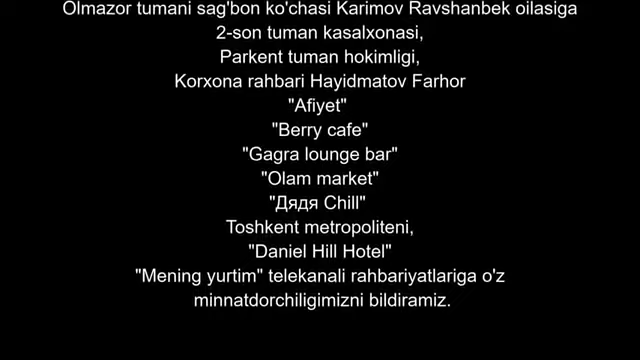 Olmazor tumani sag'bon ko'chasi Karimov Ravshanbek oilasiga
2-son tuman kasalxonasi,
Parkent tuman hokimligi,
Korxona rahbari Hayidmatov Farhor
"Afiyet"
"Berry cafe"
"Gagra lounge bar"
"Olam market"
"Дядя Chill"
Toshkent metropoliteni,
"Daniel Hill Hotel"
"Mening yurtim" telekanali rahbariyatlariga o'z
minnatdorchiligimizni bildiramiz.